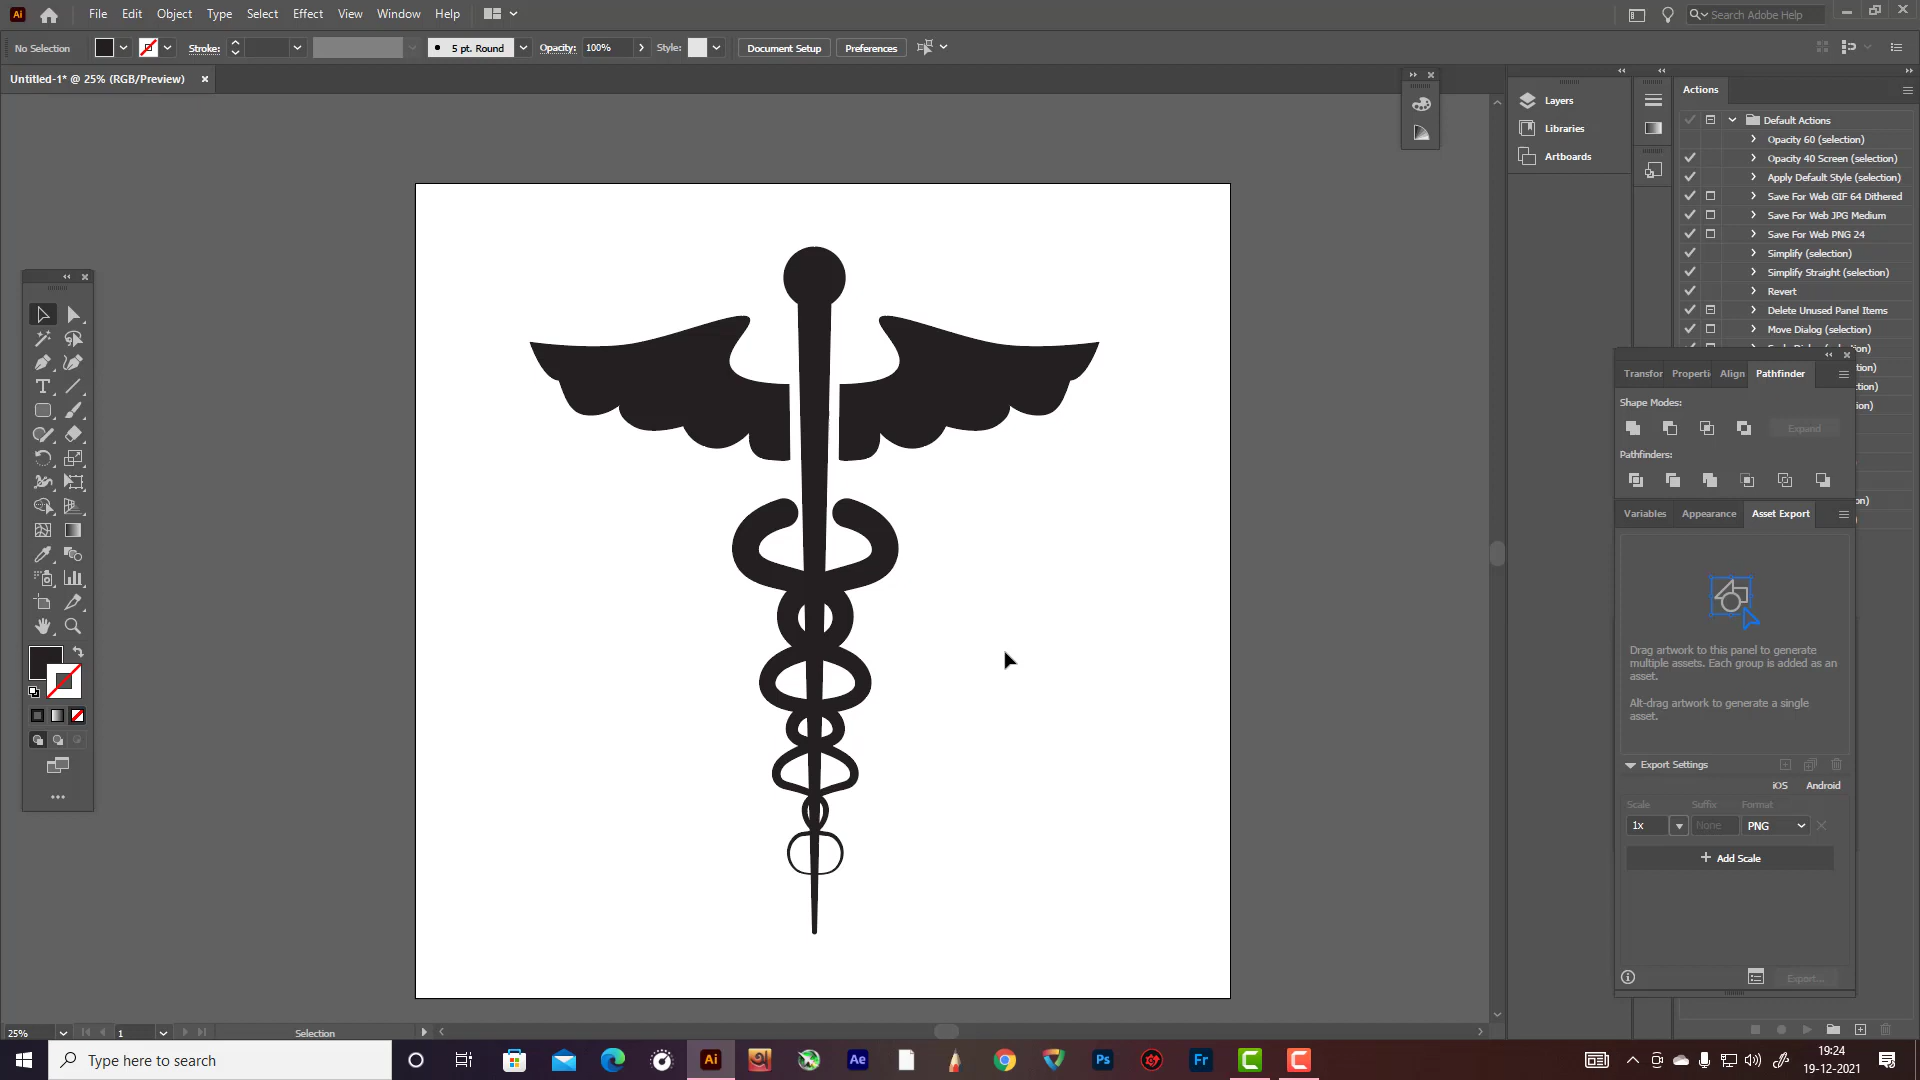 Ai File Edit Object Type Select Effect View Window Help
Search Adobe Help
No Selection Stroke: 5 pt. Round Opacity: 100% Style: Document Setup Preferences
Untitled-1* @ 25% (RGB/Preview)
Layers
Libraries
Artboards
Actions
Default Actions
Opacity 60 (selection)
Opacity 40 Screen (selection)
Apply Default Style (selection)
Save For Web GIF 64 Dithered
Save For Web JPG Medium
Save For Web PNG 24
Simplify (selection)
Simplify Straight (selection)
Revert
Delete Unused Panel Items
Move Dialog (selection)
Transfor Properti Align Pathfinder
Shape Modes:
Expand
Pathfinders:
Variables Appearance Asset Export
Drag artwork to this panel to generate
multiple assets. Each group is added as an
asset.
Alt-drag artwork to generate a single
asset.
Export Settings
iOS Android
Scale Suffix Format
1x None PNG
+ Add Scale
Export...
25% 1 Selection
Type here to search
Ai Ae Ps Fr
19:24
19-12-2021